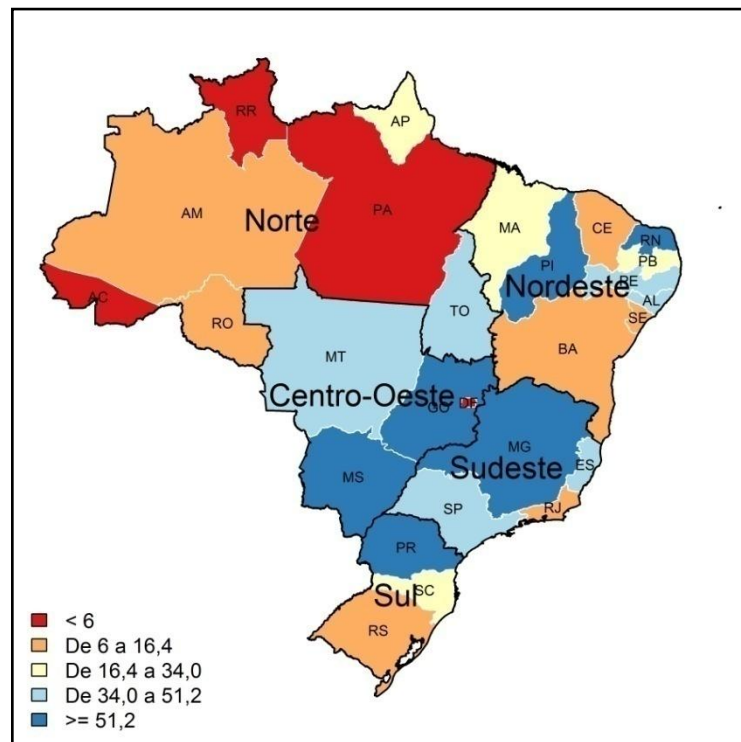 RR
AP
AM
Norte
PA
MA
CE
RN
PB
PI
Nordeste
PE
AL
AC
TO
SE
RO
BA
MT
Centro-Oeste
GO
DF
MG
Sudeste
ES
MS
SP
RJ
PR
Sul
SC
RS
< 6
De 6 a 16,4
De 16,4 a 34,0
De 34,0 a 51,2
>= 51,2